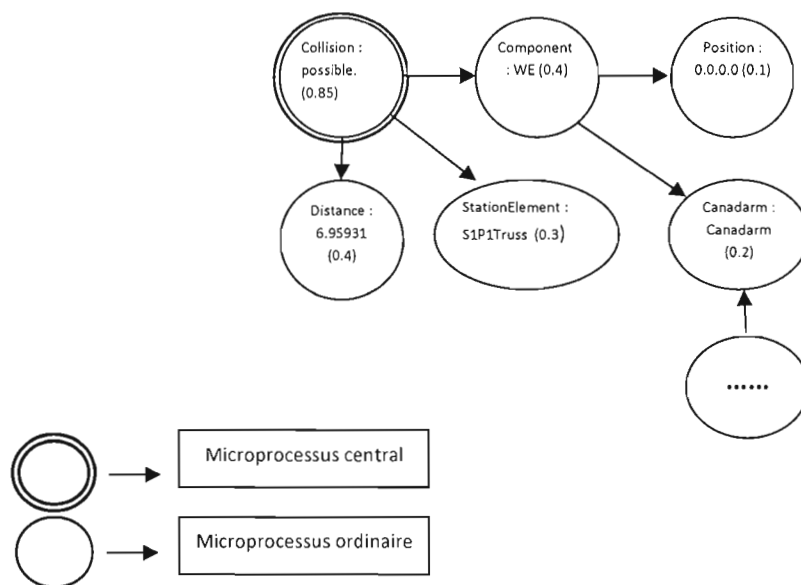 Collision :
possible.
(0.85)
Component
: WE (0.4)
Position :
0.0.0.0 (0.1)
Distance :
6.95931
(0.4)
StationElement :
S1P1Truss (0.3)
Canadarm :
Canadarm
(0.2)
......
Microprocessus central
Microprocessus ordinaire